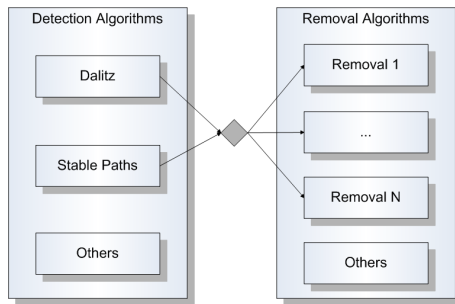 Detection Algorithms
Dalitz
Stable Paths
Others
Removal Algorithms
Removal 1
...
Removal N
Others